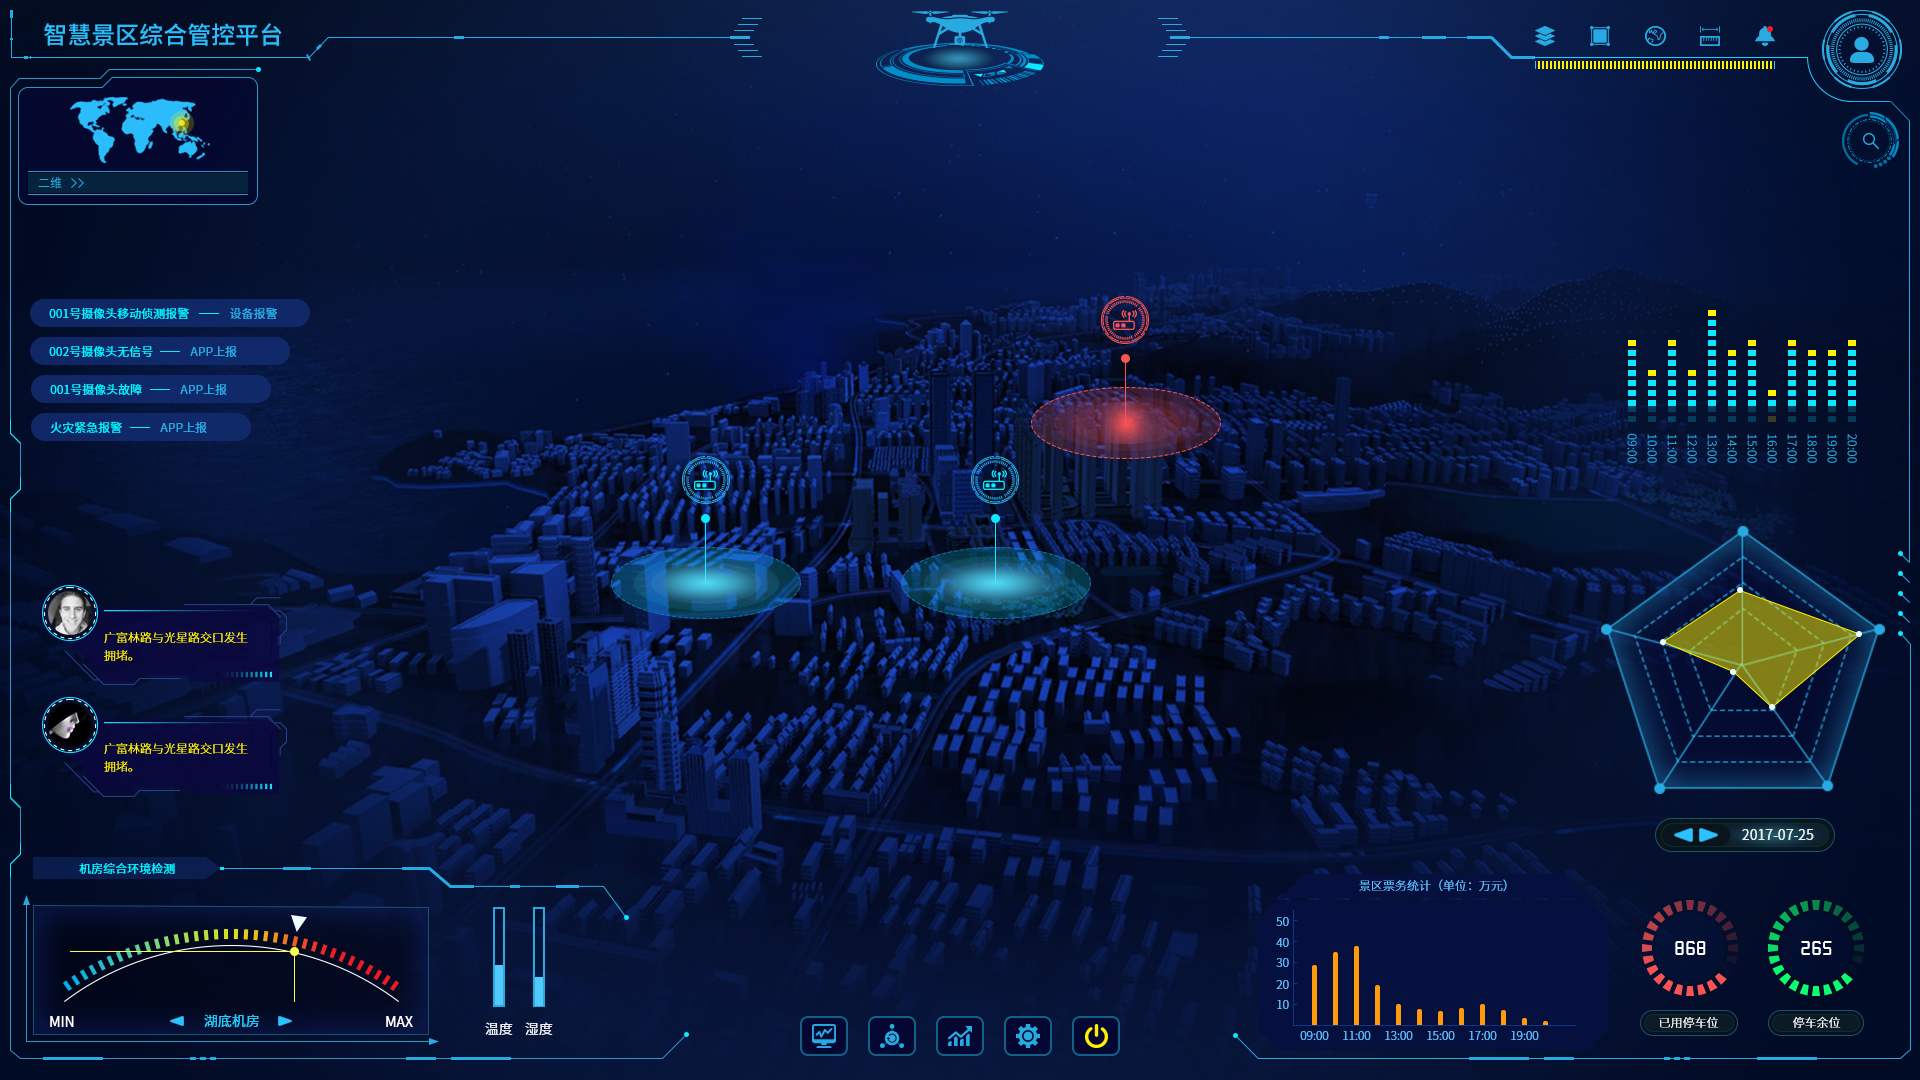 智慧景区综合管控平台
二维 >>
001号摄像头移动侦测报警 —— 设备报警
002号摄像头无信号 —— APP上报
001号摄像头故障 —— APP上报
火灾紧急报警 —— APP上报
09:00 10:00 11:00 12:00 13:00 14:00 15:00 16:00 17:00 18:00 19:00 20:00
广富林路与光星路交口发生
拥堵。
广富林路与光星路交口发生
拥堵。
2017-07-25
机房综合环境检测
MIN
湖底机房
MAX
温度 湿度
景区票务统计（单位：万元）
50
40
30
20
10
09:00 11:00 13:00 15:00 17:00 19:00
868
265
已用停车位
停车余位